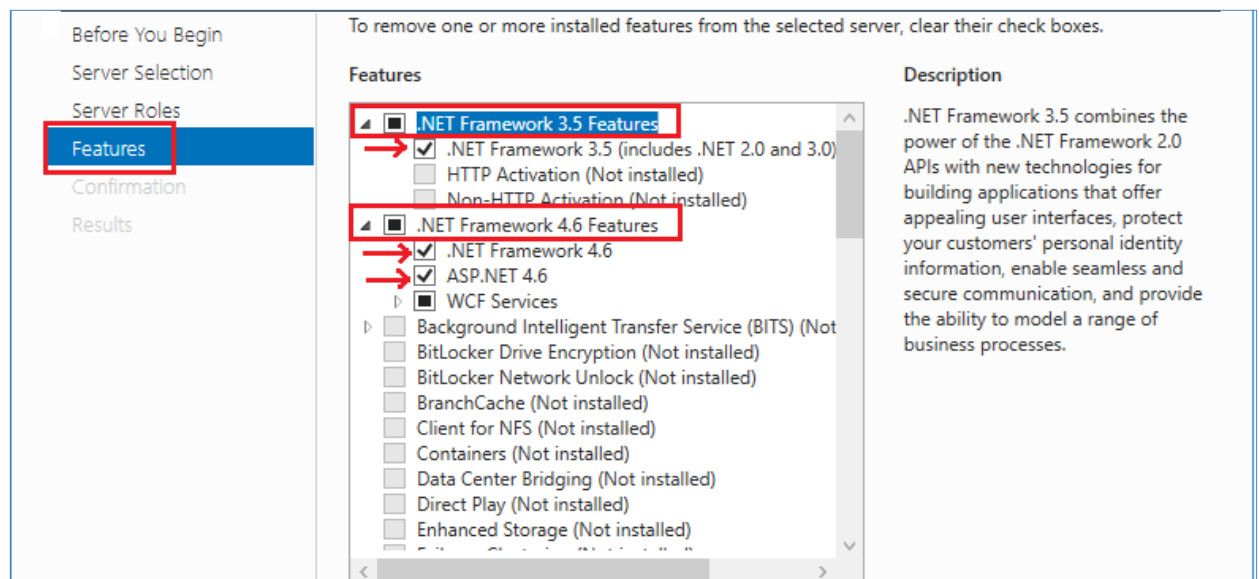 Before You Begin
Server Selection
Server Roles
Features
Confirmation
Results
To remove one or more installed features from the selected server, clear their check boxes.
Features
.NET Framework 3.5 Features
.NET Framework 3.5 (includes .NET 2.0 and 3.0)
HTTP Activation (Not installed)
Non-HTTP Activation (Not installed)
.NET Framework 4.6 Features
.NET Framework 4.6
ASP.NET 4.6
WCF Services
Background Intelligent Transfer Service (BITS) (Not
BitLocker Drive Encryption (Not installed)
BitLocker Network Unlock (Not installed)
BranchCache (Not installed)
Client for NFS (Not installed)
Containers (Not installed)
Data Center Bridging (Not installed)
Direct Play (Not installed)
Enhanced Storage (Not installed)
Description
.NET Framework 3.5 combines the
power of the .NET Framework 2.0
APIs with new technologies for
building applications that offer
appealing user interfaces, protect
your customers' personal identity
information, enable seamless and
secure communication, and provide
the ability to model a range of
business processes.